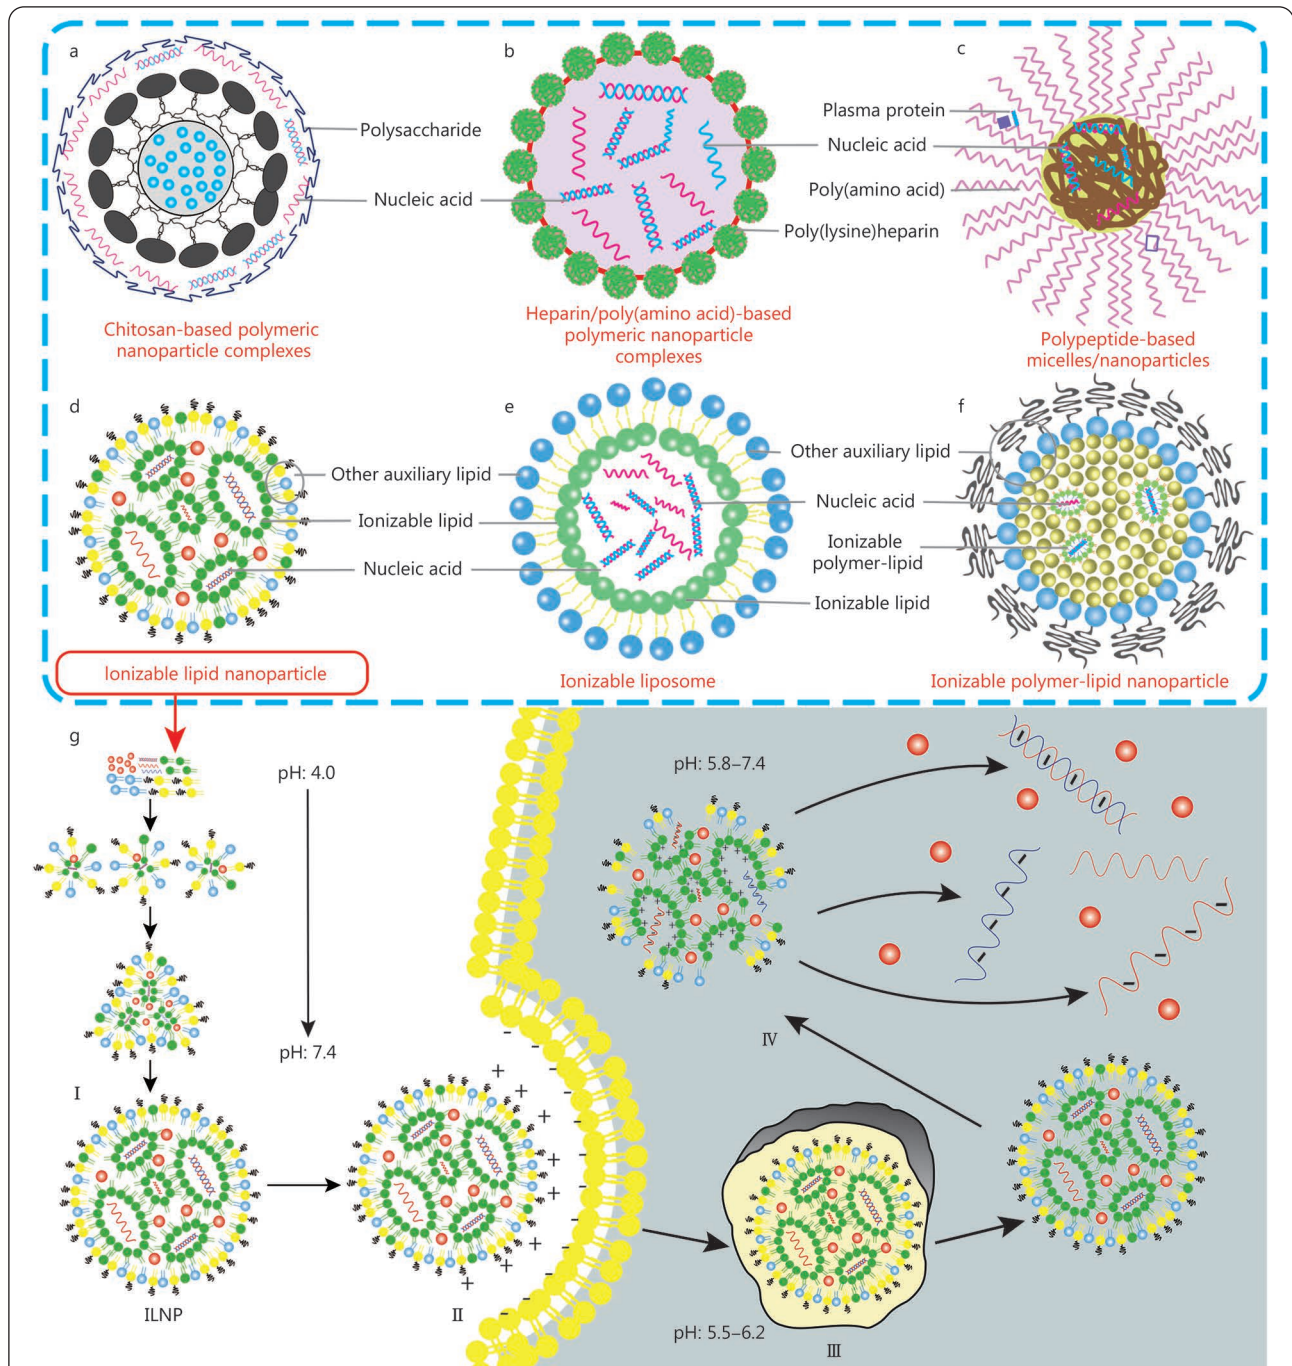 a
b
c
Polysaccharide
Nucleic acid
Plasma protein
Nucleic acid
Poly(amino acid)
Poly(lysine)heparin
Chitosan-based polymeric
nanoparticle complexes
Heparin/poly(amino acid)-based
polymeric nanoparticle
complexes
Polypeptide-based
micelles/nanoparticles
d
e
f
Other auxiliary lipid
Ionizable lipid
Nucleic acid
Other auxiliary lipid
Nucleic acid
Ionizable
polymer-lipid
Ionizable lipid
Ionizable lipid nanoparticle
Ionizable liposome
Ionizable polymer-lipid nanoparticle
g
pH: 4.0
pH: 7.4
pH: 5.8–7.4
I
ILNP
II
III
IV
pH: 5.5–6.2